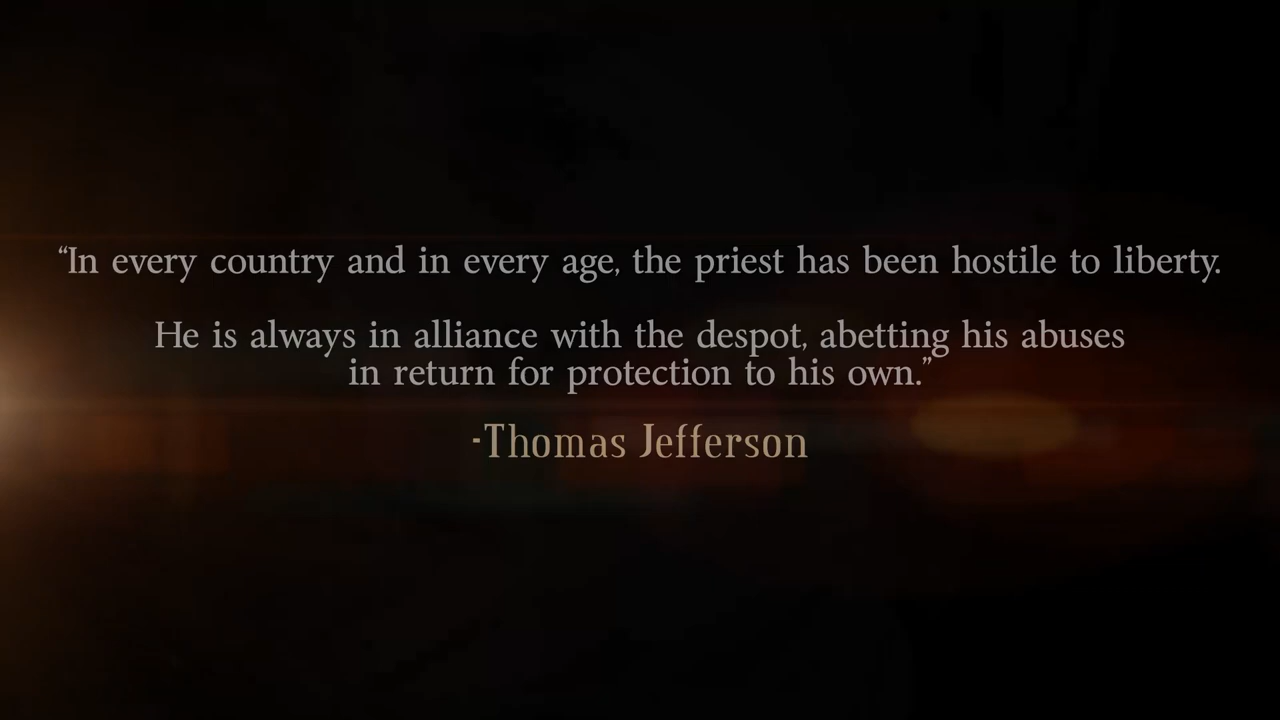 “In every country and in every age, the priest has been hostile to liberty.
He is always in alliance with the despot, abetting his abuses
in return for protection to his own.”
-Thomas Jefferson